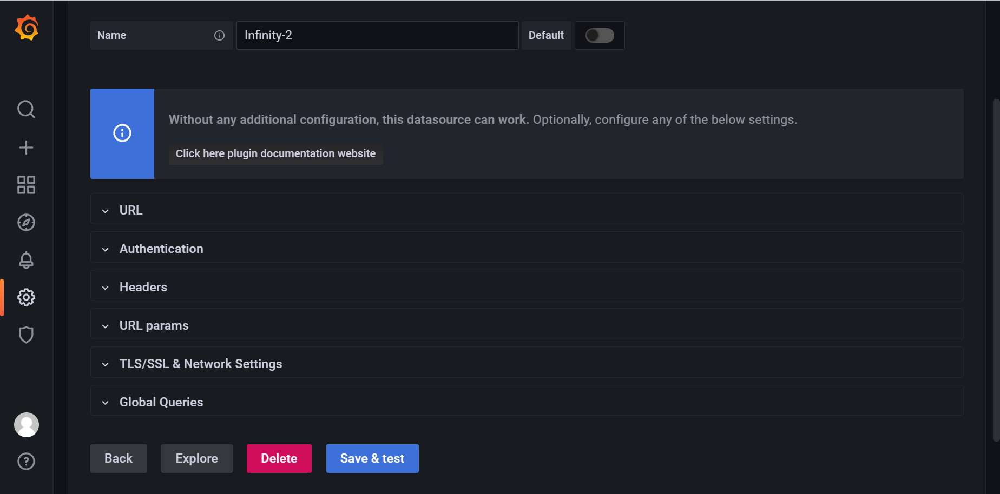 Name
Infinity-2
Default
Without any additional configuration, this datasource can work. Optionally, configure any of the below settings.
Click here plugin documentation website
URL
Authentication
Headers
URL params
TLS/SSL & Network Settings
Global Queries
Back
Explore
Delete
Save & test